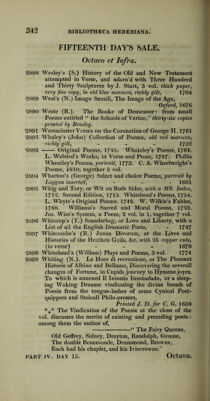 342 BIBLIOTHECA HEBERIANA.
FIFTEENTH DAY'S SALE.
Octavo et Infra.
2888 Wesley's (S.) History of the Old and New Testament
attempted in Verse, and adorn'd with Three Hundred
and Thirty Sculptures by J. Sturt, 3 vol. thick paper,
very fine copy, in old blue morocco, richly gilt, 1704
2889 West's (N.) Imago Sæculi, The Image of the Age,
Oxford, 1676
2890 Weste (R.). The Booke of Demeanor: from small
Poems entitled " the Schoole of Vertue," thirty-six copies
printed by Bensley.
2891 Westminster Verses on the Coronation of George II. 1761
2892 Whaley's (John) Collection of Poems, old red morocco,
richly gilt, 1732
2893 —— Original Poems, 1745. Whateley's Poems, 1764.
L. Welsted's Works, in Verse and Prose, 1787. Phillis
Wheatley's Poems, portrait, 1773. C. A. Wheelwright's
Poems, 1810, together 5 vol.
2894 Wharton's (George) Select and choice Poems, portrait by
Loggan inserted, 1661
2895 Whig and Tory, or Wit on Both Sides, with a MS. Index,
1712. Second Edition, 1713. Whitehead's Poems, 1754.
L. Whyte's Original Poems. 1742. W. Wilkie's Fables,
1768. Williams's Sacred and Moral Poems, 1723.
Jos. Wise's System, a Poem, 2 vol. in 1, together 7 vol.
2896 Whincop's (T.) Scanderbeg, or Love and Liberty, with a
List of all the English Dramatic Poets, 1747
2897 Whitcombe's (R.) Janua Divorum, or the Lives and
Histories of the Heathen Gods, &c. with 25 copper cuts.
(in verse) 1678
2898 Whitehead's (William) Plays and Poems, 2 vol. 1774
2899 Whiting (N.) Le Hore di recreatione, or The Pleasant
Historie of Albino and Bellama, Discovering the severall
changes of Fortune, in Cupids journey to Hymens joyes.
To which is annexed Il Insonio Insonadado, or a sleep-
ing Waking Dreame vindicating the divine breath of
Poesie from the tongue-lashes of some Cynical Poet-
quippers and Stoicall Philo-prosers,
Printed J. D. for C. G. 1638
*⁎* The Vindication of the Poesie at the close of the
vol. discusses the merits of existing and preceding poets:
among them the author of,
——— " The Fairy Queene,
Old Geffrey, Sidney, Drayton, Randolph, Greene,
The double Beaumonde, Drummond, Browne,
Each had his chaplet, and his Iviecrowne."
PART IV. DAY 15. Octavo.